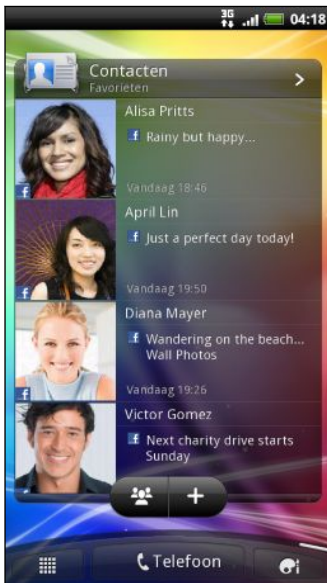 3G
04:18
Contacten
Favorieten
Alisa Pritts
f Rainy but happy...
Vandaag 18:46
April Lin
f Just a perfect day today!
Vandaag 19:50
Diana Mayer
f Wandering on the beach...
Wall Photos
Vandaag 19:26
Victor Gomez
f Next charity drive starts
Sunday
Telefoon